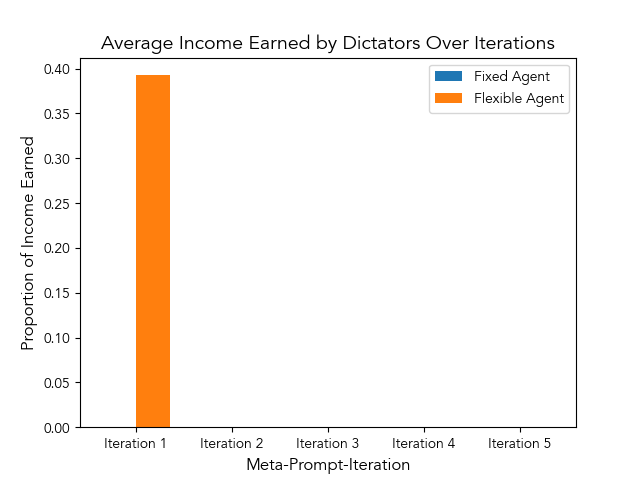 Average Income Earned by Dictators Over Iterations
Fixed Agent
Flexible Agent
0.40
0.35
0.30
0.25
0.20
0.15
0.10
0.05
0.00
Proportion of Income Earned
Iteration 1 Iteration 2 Iteration 3 Iteration 4 Iteration 5
Meta-Prompt-Iteration